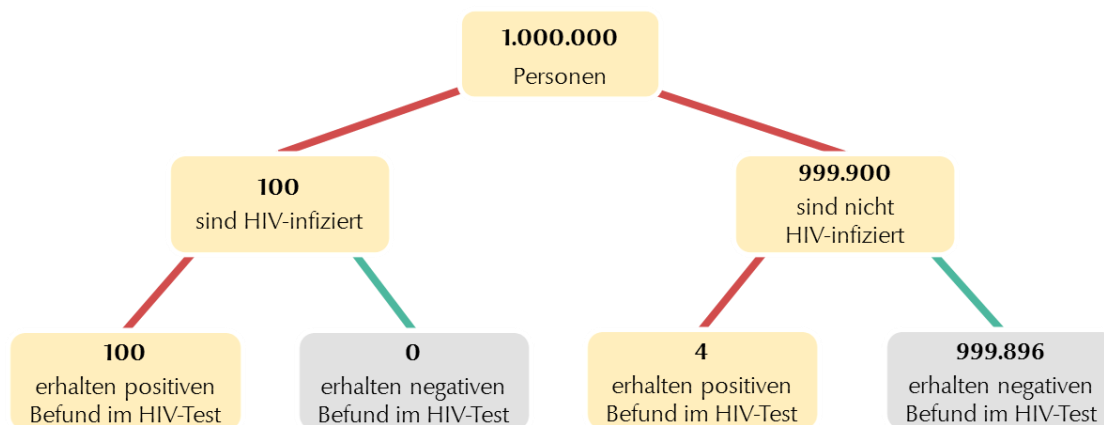 1.000.000
Personen
100
sind HIV-infiziert
999.900
sind nicht
HIV-infiziert
100
erhalten positiven
Befund im HIV-Test
0
erhalten negativen
Befund im HIV-Test
4
erhalten positiven
Befund im HIV-Test
999.896
erhalten negativen
Befund im HIV-Test